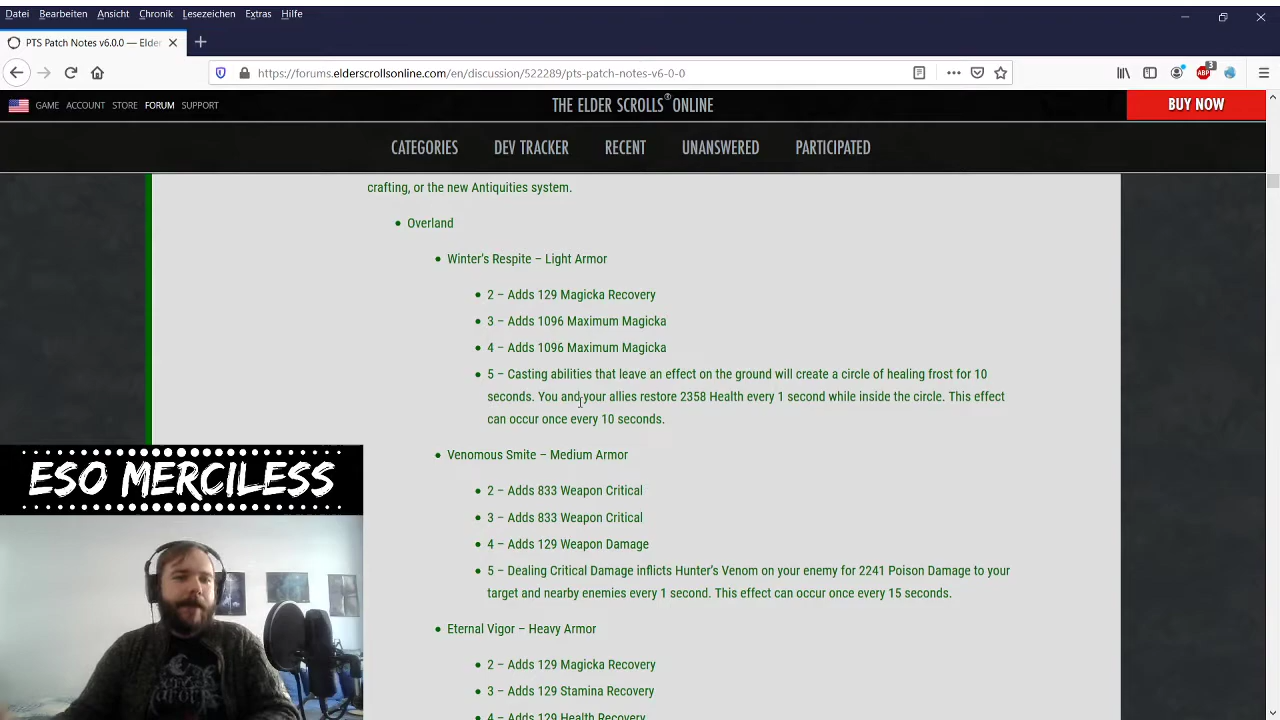 Datei Bearbeiten Ansicht Chronik Lesezeichen Extras Hilfe
PTS Patch Notes v6.0.0 — Elder
https://forums.elderscrollsonline.com/en/discussion/522289/pts-patch-notes-v6-0-0
ABP 3
GAME ACCOUNT STORE FORUM SUPPORT
THE ELDER SCROLLS® ONLINE
BUY NOW
CATEGORIES DEV TRACKER RECENT UNANSWERED PARTICIPATED
crafting, or the new Antiquities system.
• Overland
• Winter's Respite – Light Armor
• 2 – Adds 129 Magicka Recovery
• 3 – Adds 1096 Maximum Magicka
• 4 – Adds 1096 Maximum Magicka
• 5 – Casting abilities that leave an effect on the ground will create a circle of healing frost for 10
seconds. You and your allies restore 2358 Health every 1 second while inside the circle. This effect
can occur once every 10 seconds.
• Venomous Smite – Medium Armor
• 2 – Adds 833 Weapon Critical
• 3 – Adds 833 Weapon Critical
• 4 – Adds 129 Weapon Damage
• 5 – Dealing Critical Damage inflicts Hunter's Venom on your enemy for 2241 Poison Damage to your
target and nearby enemies every 1 second. This effect can occur once every 15 seconds.
• Eternal Vigor – Heavy Armor
• 2 – Adds 129 Magicka Recovery
• 3 – Adds 129 Stamina Recovery
• 4 – Adds 129 Health Recovery
ESO MERCILESS